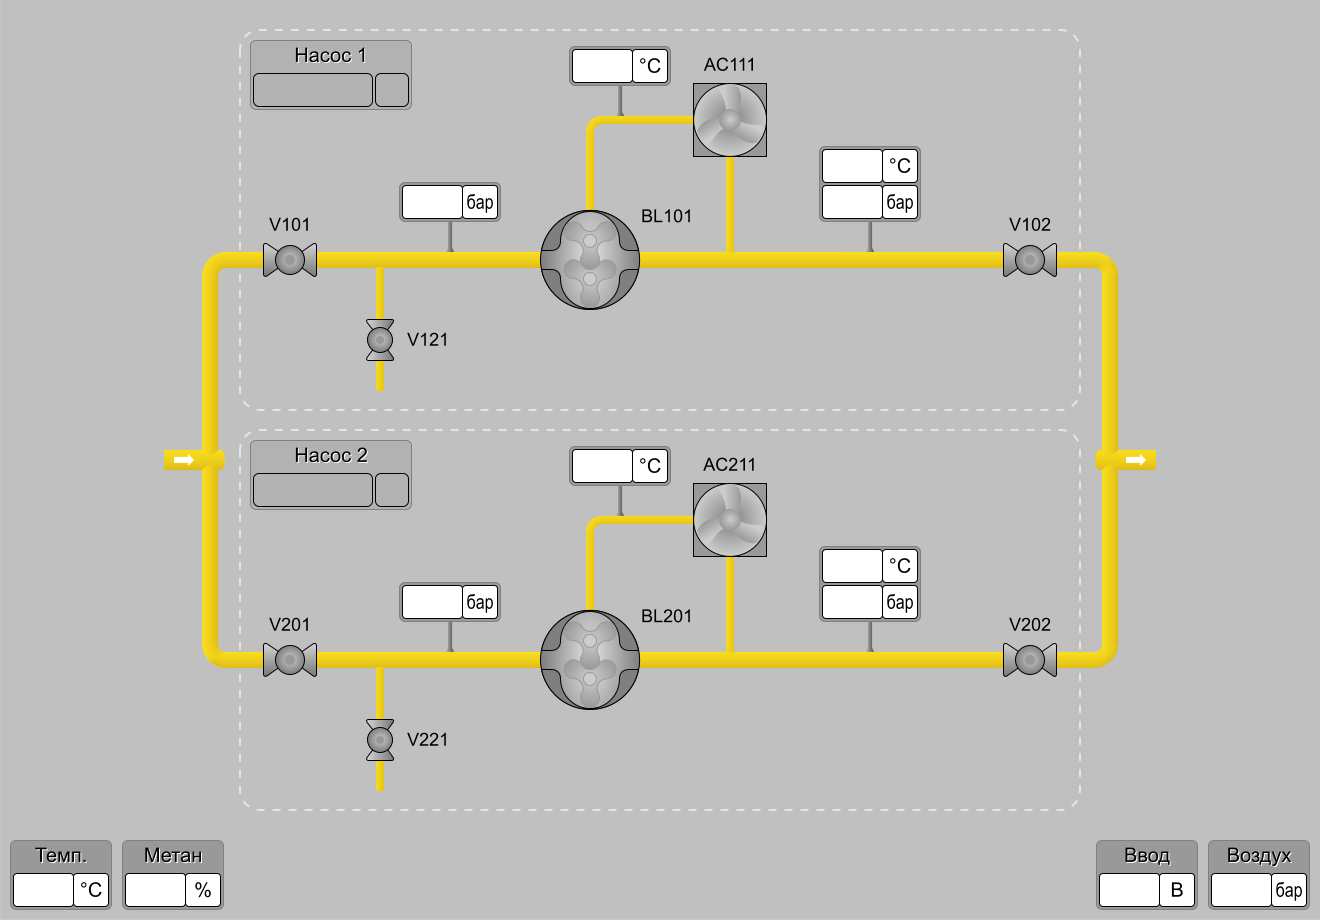 Насос 1
°C
AC111
°C
бар
бар
BL101
V101
V102
V121
Насос 2
°C
AC211
°C
бар
бар
BL201
V201
V202
V221
Темп.
°C
Метан
%
Ввод
В
Воздух
бар